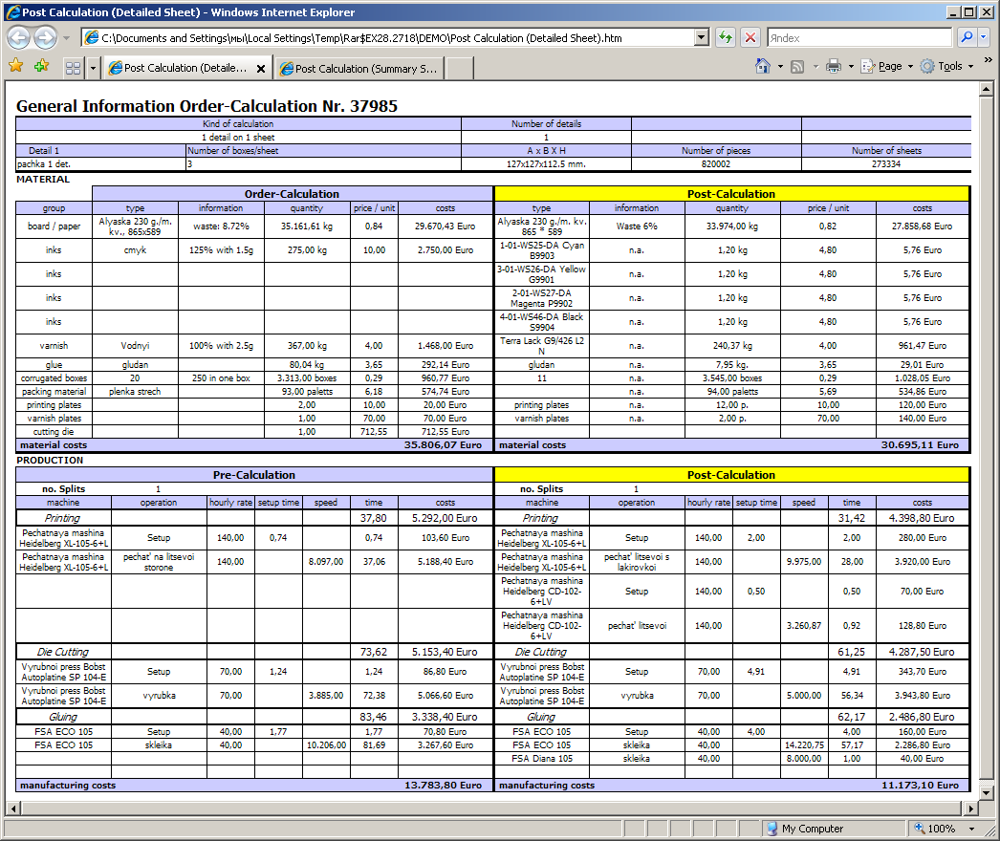 Post Calculation (Detailed Sheet) - Windows Internet Explorer
C:\Documents and Settings\мы\Local Settings\Temp\Rar$EX28.2718\DEMO\Post Calculation (Detailed Sheet).htm
Яndex
Post Calculation (Detaile...
Post Calculation (Summary S...
Page
Tools
General Information Order-Calculation Nr. 37985
Kind of calculation Number of details
1 detail on 1 sheet 1
Detail 1 Number of boxes/sheet A x B X H Number of pieces Number of sheets
pachka 1 det. 3 127x127x112.5 mm. 820002 273334
MATERIAL
Order-Calculation Post-Calculation
group type information quantity price / unit costs type information quantity price / unit costs
board / paper Alyaska 230 g./m. kv., 865x589 waste: 8.72% 35.161,61 kg 0,84 29.670,43 Euro Alyaska 230 g./m. kv. 865 * 589 Waste 6% 33.974,00 kg 0,82 27.858,68 Euro
inks cmyk 125% with 1.5g 275,00 kg 10,00 2.750,00 Euro 1-01-WS25-DA Cyan B9903 n.a. 1,20 kg 4,80 5,76 Euro
inks 3-01-WS26-DA Yellow G9901 n.a. 1,20 kg 4,80 5,76 Euro
inks 2-01-WS27-DA Magenta P9902 n.a. 1,20 kg 4,80 5,76 Euro
inks 4-01-WS46-DA Black S9904 n.a. 1,20 kg 4,80 5,76 Euro
varnish Vodnyi 100% with 2.5g 367,00 kg 4,00 1.468,00 Euro Terra Lack G9/426 L2 N n.a. 240,37 kg 4,00 961,47 Euro
glue gludan 80,04 kg 3,65 292,14 Euro gludan n.a. 7,95 kg. 3,65 29,01 Euro
corrugated boxes 20 250 in one box 3.313,00 boxes 0,29 960,77 Euro 11 n.a. 3.545,00 boxes 0,29 1.028,05 Euro
packing material plenka strech 93,00 paletts 6,18 574,74 Euro n.a. 94,00 paletts 5,69 534,86 Euro
printing plates 2,00 10,00 20,00 Euro printing plates n.a. 12,00 p. 10,00 120,00 Euro
varnish plates 1,00 70,00 70,00 Euro varnish plates n.a. 2,00 p. 70,00 140,00 Euro
cutting die 1,00 712,55 712,55 Euro
material costs 35.806,07 Euro material costs 30.695,11 Euro
PRODUCTION
Pre-Calculation Post-Calculation
no. Splits 1 no. Splits 1
machine operation hourly rate setup time speed time costs machine operation hourly rate setup time speed time costs
Printing 37,80 5.292,00 Euro Printing 31,42 4.398,80 Euro
Pechatnaya mashina Heidelberg XL-105-6+L Setup 140,00 0,74 0,74 103,60 Euro Pechatnaya mashina Heidelberg XL-105-6+L Setup 140,00 2,00 2,00 280,00 Euro
Pechatnaya mashina Heidelberg XL-105-6+L pechat' na litsevoi storone 140,00 8.097,00 37,06 5.188,40 Euro Pechatnaya mashina Heidelberg XL-105-6+L pechat' litsevoi s lakirovkoi 140,00 9.975,00 28,00 3.920,00 Euro
Pechatnaya mashina Heidelberg CD-102-6+LV Setup 140,00 0,50 0,50 70,00 Euro
Pechatnaya mashina Heidelberg CD-102-6+LV pechat' litsevoi 140,00 3.260,87 0,92 128,80 Euro
Die Cutting 73,62 5.153,40 Euro Die Cutting 61,25 4.287,50 Euro
Vyrubnoi press Bobst Autoplatine SP 104-E Setup 70,00 1,24 1,24 86,80 Euro Vyrubnoi press Bobst Autoplatine SP 104-E Setup 70,00 4,91 4,91 343,70 Euro
Vyrubnoi press Bobst Autoplatine SP 104-E vyrubka 70,00 3.885,00 72,38 5.066,60 Euro Vyrubnoi press Bobst Autoplatine SP 104-E vyrubka 70,00 5.000,00 56,34 3.943,80 Euro
Gluing 83,46 3.338,40 Euro Gluing 62,17 2.486,80 Euro
FSA ECO 105 Setup 40,00 1,77 1,77 70,80 Euro FSA ECO 105 Setup 40,00 4,00 4,00 160,00 Euro
FSA ECO 105 skleika 40,00 10.206,00 81,69 3.267,60 Euro FSA ECO 105 skleika 40,00 14.220,75 57,17 2.286,80 Euro
FSA Diana 105 skleika 40,00 8.000,00 1,00 40,00 Euro
manufacturing costs 13.783,80 Euro manufacturing costs 11.173,10 Euro
My Computer
100%